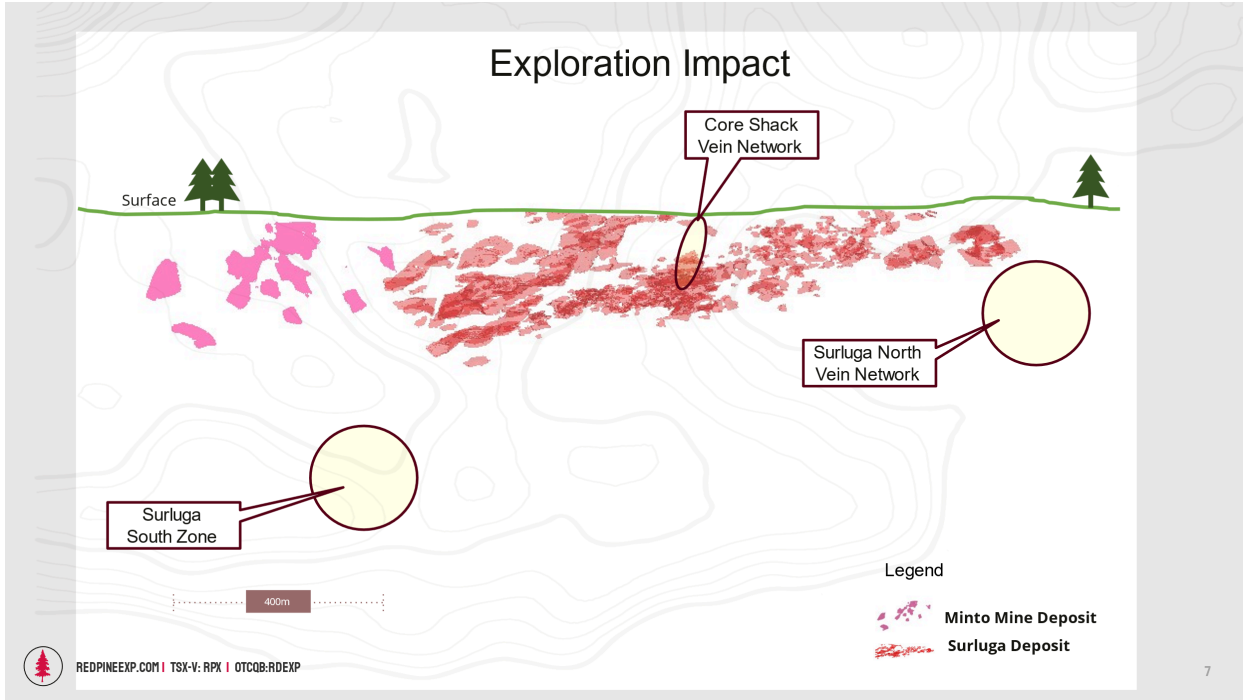 Exploration Impact
Core Shack
Vein Network
Surface
Surluga North
Vein Network
Surluga
South Zone
Legend
400m
Minto Mine Deposit
Surluga Deposit
REDPINEEXP.COM I TSX-V: RPX I OTCQB:RDEXP
7